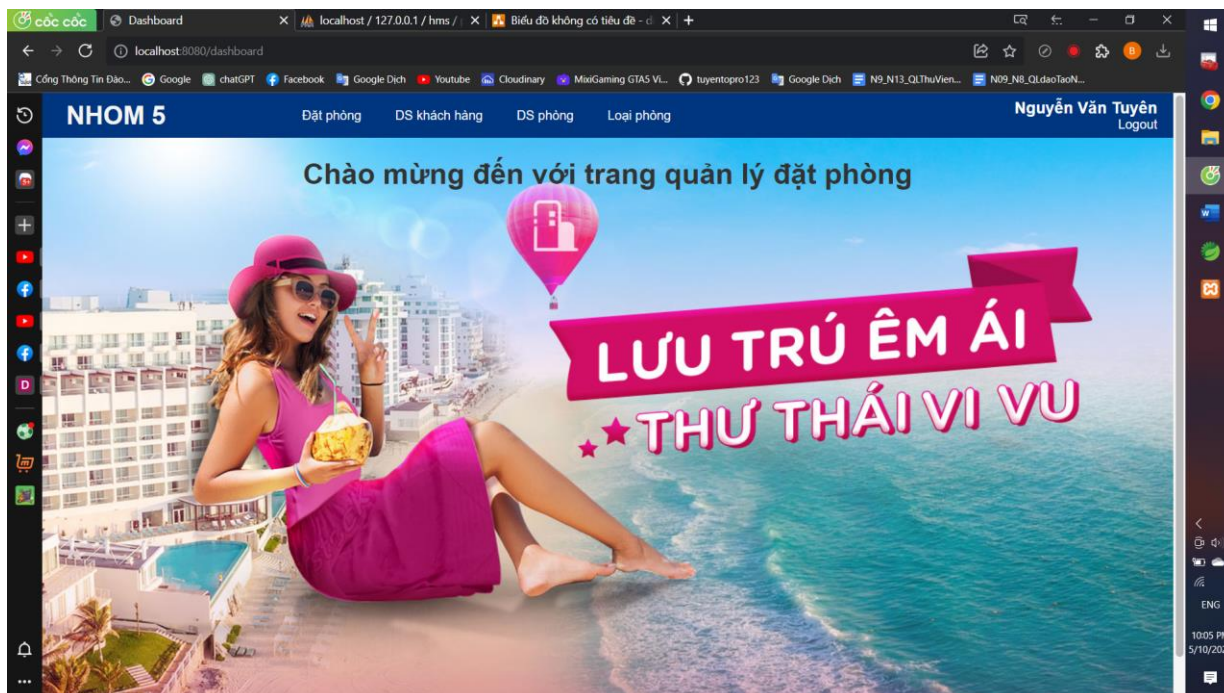 cốc cốc
Dashboard
localhost / 127.0.0.1 / hms /
Biểu đồ không có tiêu đề - d
localhost:8080/dashboard
B
Cổng Thông Tin Đào...
Google
chatGPT
Facebook
Google Dịch
Youtube
Cloudinary
MixiGaming GTA5 Vi...
tuyentopro123
Google Dịch
N9_N13_QLThuVien...
N09_N8_QLdaoTaoN...
NHOM 5
Đặt phòng
DS khách hàng
DS phòng
Loại phòng
Nguyễn Văn Tuyên
Logout
Chào mừng đến với trang quản lý đặt phòng
LƯU TRÚ ÊM ÁI
THƯ THÁI VI VU
D
W
ENG
10:05 PM
5/10/202